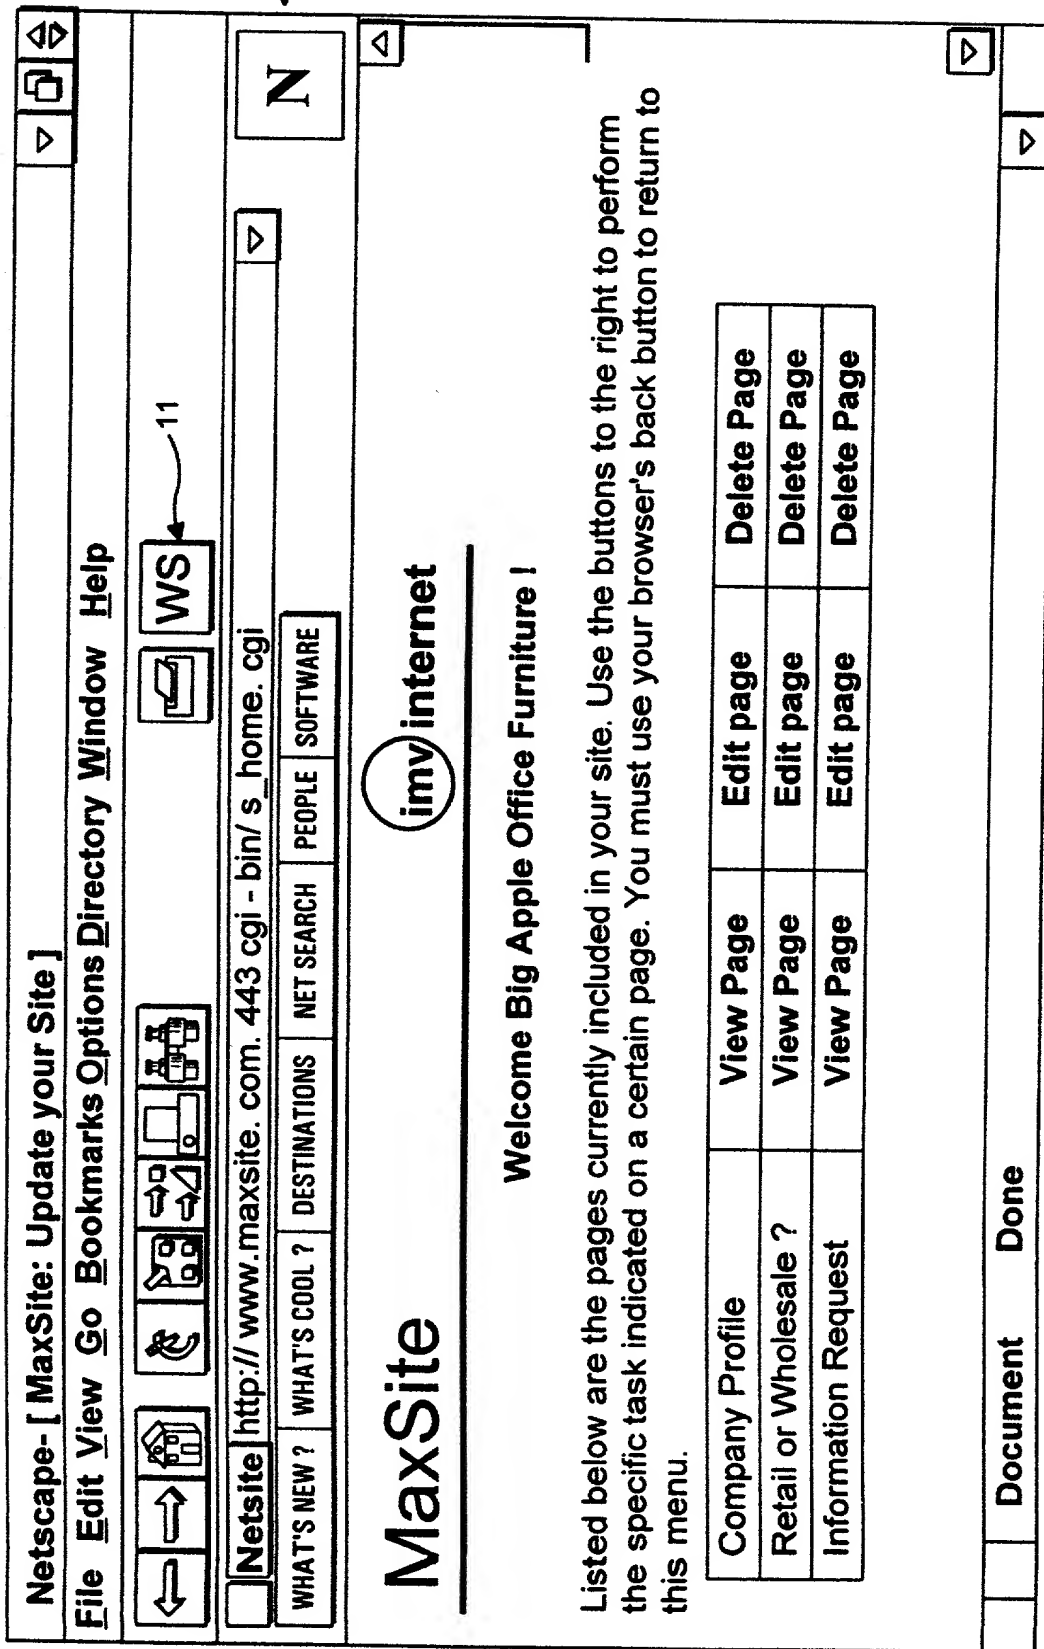 Netscape- [ MaxSite: Update your Site ]
File Edit View Go Bookmarks Options Directory Window Help
WS
11
Netsite http:// www.maxsite. com. 443 cgi - bin/ s_home. cgi
N
WHAT'S NEW ? WHAT'S COOL ? DESTINATIONS NET SEARCH PEOPLE SOFTWARE
MaxSite imv internet
Welcome Big Apple Office Furniture !
Listed below are the pages currently included in your site. Use the buttons to the right to perform
the specific task indicated on a certain page. You must use your browser's back button to return to
this menu.
Company Profile View Page Edit page Delete Page
Retail or Wholesale ? View Page Edit page Delete Page
Information Request View Page Edit page Delete Page
Document Done